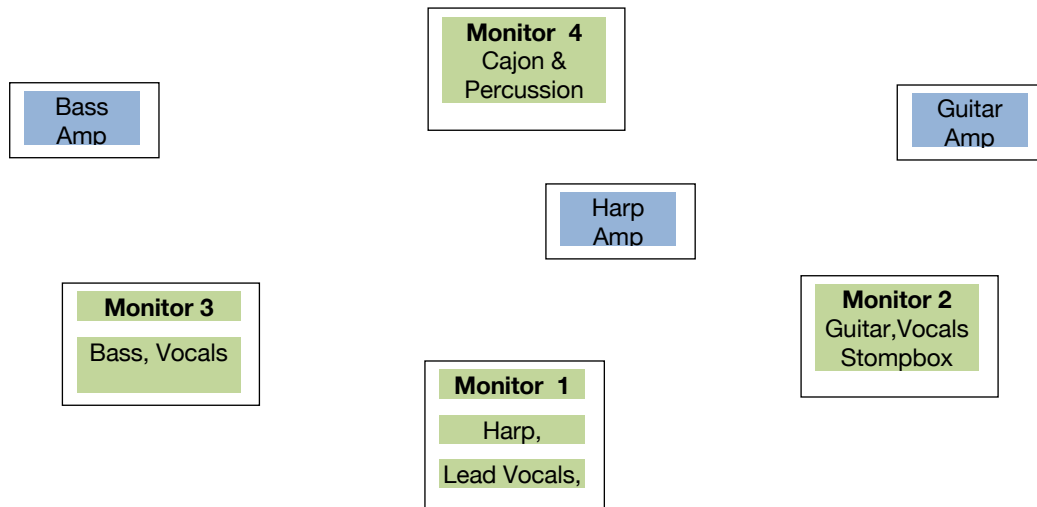 Monitor  4
Cajon &
Percussion
Bass
Amp
Guitar
Amp
Harp
Amp
Monitor 3
Bass, Vocals
Monitor 2
Guitar,Vocals
Stompbox
Monitor  1
Harp,
Lead Vocals,